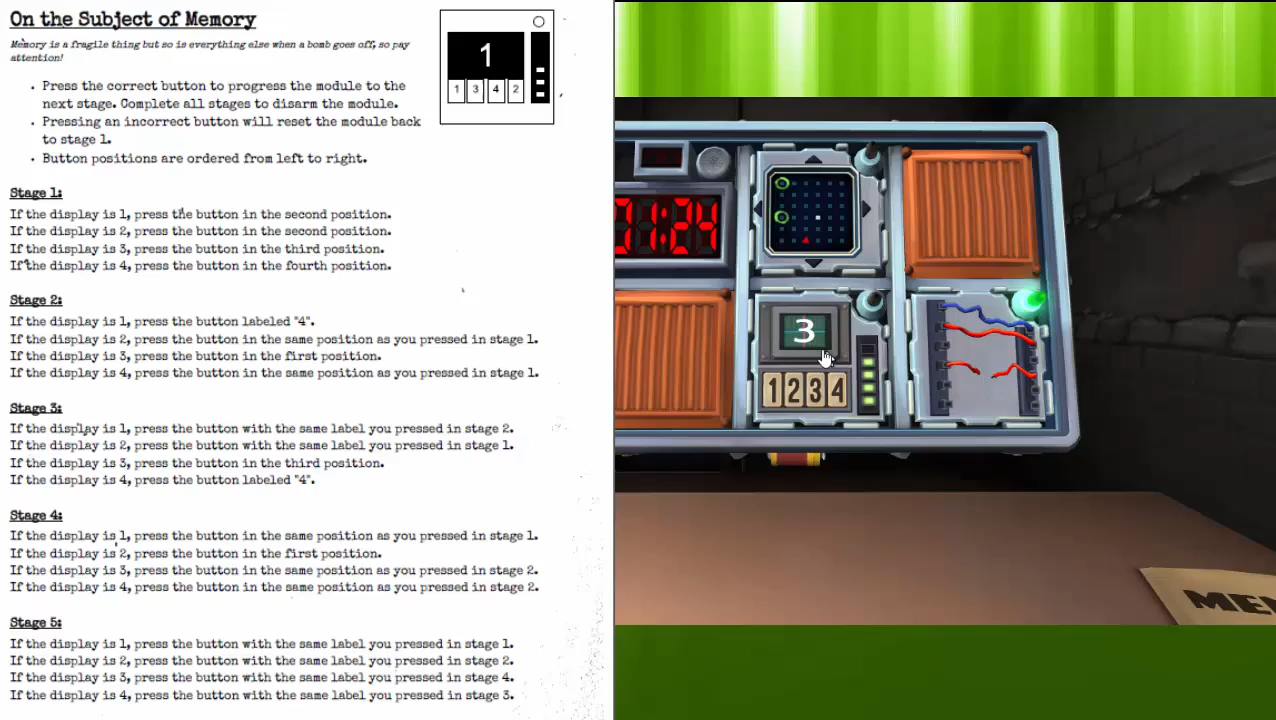 On the Subject of Memory
Memory is a fragile thing but so is everything else when a bomb goes off, so pay
attention!
1
1 3 4 2
• Press the correct button to progress the module to the
next stage. Complete all stages to disarm the module.
• Pressing an incorrect button will reset the module back
to stage 1.
• Button positions are ordered from left to right.
Stage 1:
If the display is 1, press the button in the second position.
If the display is 2, press the button in the second position.
If the display is 3, press the button in the third position.
If the display is 4, press the button in the fourth position.
Stage 2:
If the display is 1, press the button labeled "4".
If the display is 2, press the button in the same position as you pressed in stage 1.
If the display is 3, press the button in the first position.
If the display is 4, press the button in the same position as you pressed in stage 1.
Stage 3:
If the display is 1, press the button with the same label you pressed in stage 2.
If the display is 2, press the button with the same label you pressed in stage 1.
If the display is 3, press the button in the third position.
If the display is 4, press the button labeled "4".
Stage 4:
If the display is 1, press the button in the same position as you pressed in stage 1.
If the display is 2, press the button in the first position.
If the display is 3, press the button in the same position as you pressed in stage 2.
If the display is 4, press the button in the same position as you pressed in stage 2.
Stage 5:
If the display is 1, press the button with the same label you pressed in stage 1.
If the display is 2, press the button with the same label you pressed in stage 2.
If the display is 3, press the button with the same label you pressed in stage 4.
If the display is 4, press the button with the same label you pressed in stage 3.
1:24
3
1 2 3 4
MEN